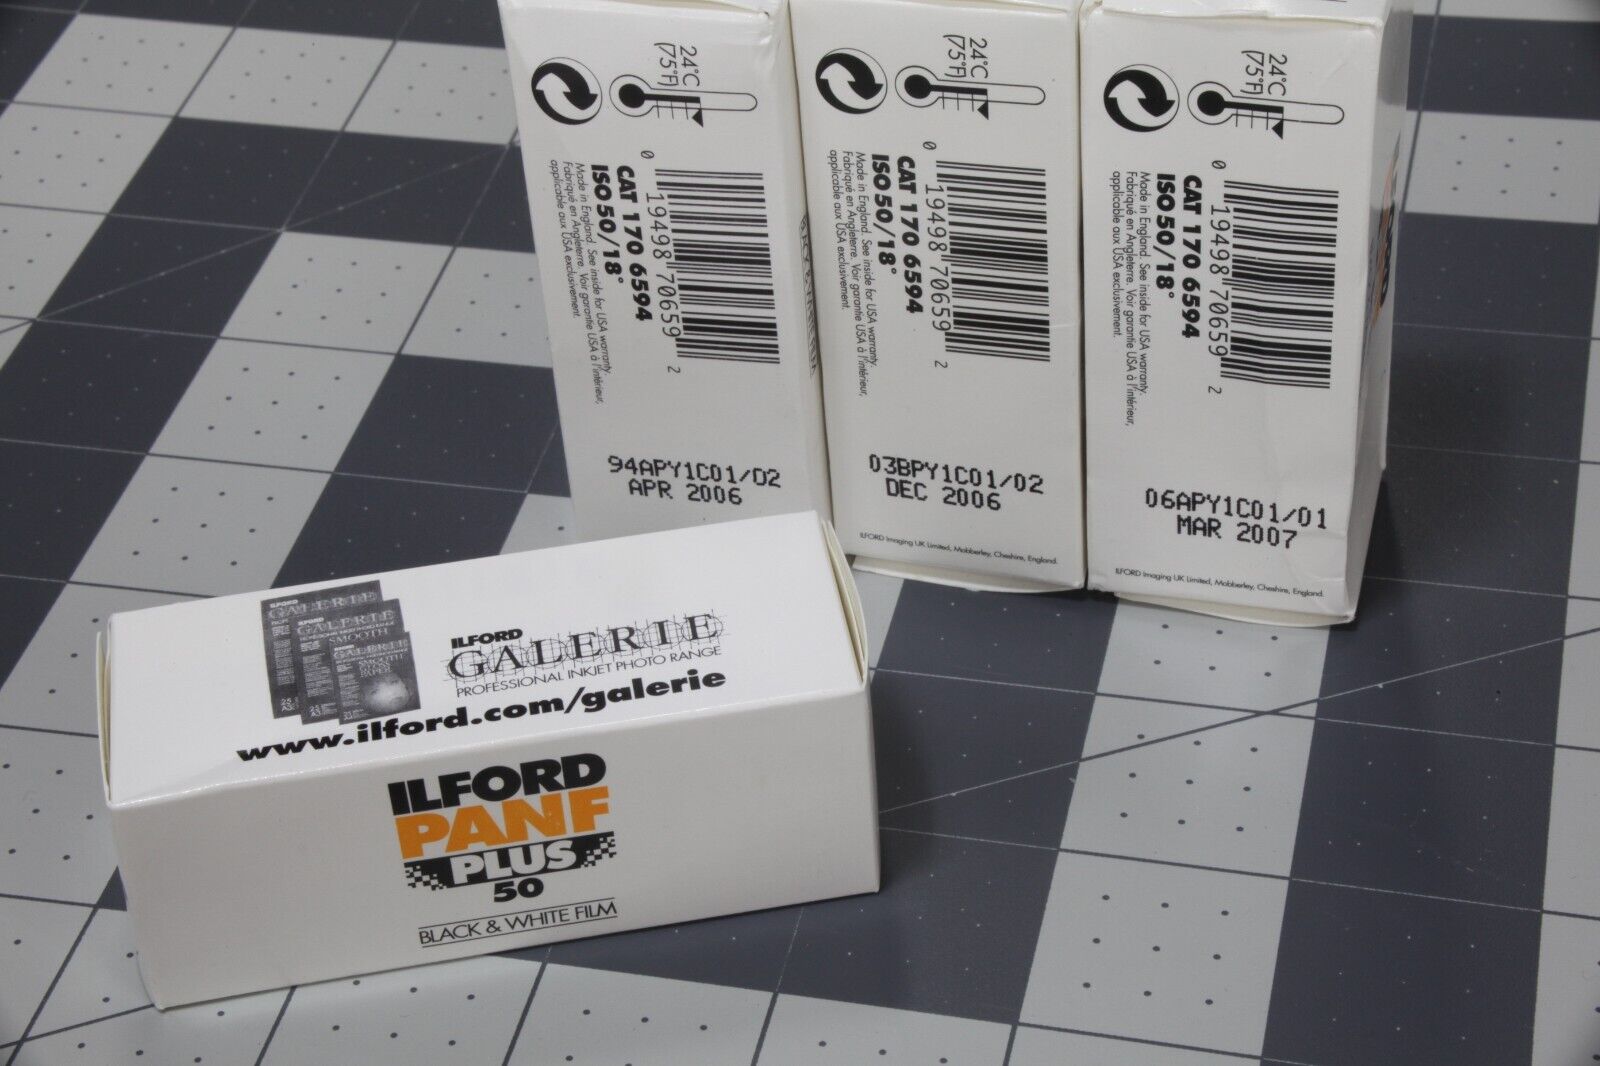 24°C
(75°F)
0 19498 70659 2
CAT 170 6594
ISO 50/18°
Made in England. See inside for USA warranty.
Fabriqué en Angleterre. Voir garantie USA à l'intérieur,
applicable aux USA exclusivement.
94APY1C01/02
APR 2006
24°C
(75°F)
0 19498 70659 2
CAT 170 6594
ISO 50/18°
Made in England. See inside for USA warranty.
Fabriqué en Angleterre. Voir garantie USA à l'intérieur,
applicable aux USA exclusivement.
03BPY1C01/02
DEC 2006
ILFORD Imaging UK Limited, Mobberley, Cheshire, England.
24°C
(75°F)
0 19498 70659 2
CAT 170 6594
ISO 50/18°
Made in England. See inside for USA warranty.
Fabriqué en Angleterre. Voir garantie USA à l'intérieur,
applicable aux USA exclusivement.
06APY1C01/01
MAR 2007
ILFORD Imaging UK Limited, Mobberley, Cheshire, England.
ILFORD
GALERIE
ILFORD
GALERIE
SMOOTH
GALERIE
SMOOTH
ILFORD
GALERIE
PROFESSIONAL INKJET PHOTO RANGE
www.ilford.com/galerie
ILFORD
PANF
PLUS
50
BLACK & WHITE FILM